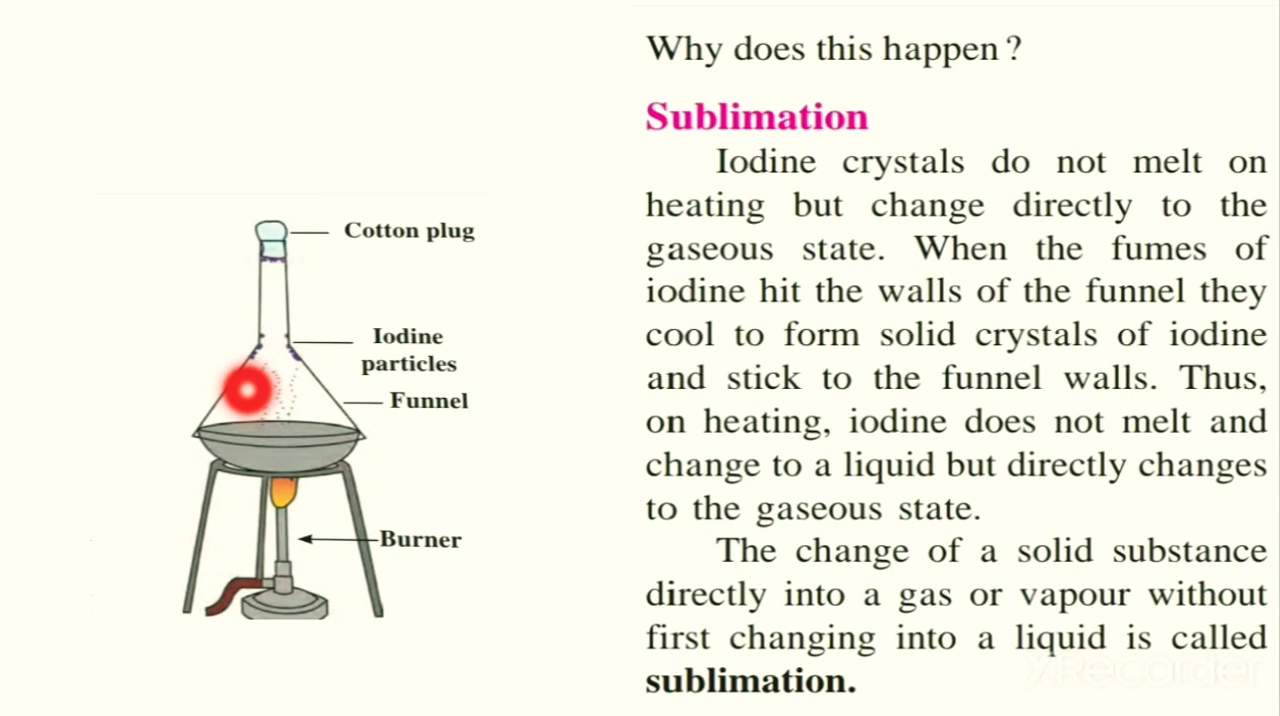 Why does this happen ?
Sublimation
Iodine crystals do not melt on
heating but change directly to the
gaseous state. When the fumes of
iodine hit the walls of the funnel they
cool to form solid crystals of iodine
and stick to the funnel walls. Thus,
on heating, iodine does not melt and
change to a liquid but directly changes
to the gaseous state.
The change of a solid substance
directly into a gas or vapour without
first changing into a liquid is called
sublimation.
Cotton plug
Iodine
particles
Funnel
Burner
XRecorder